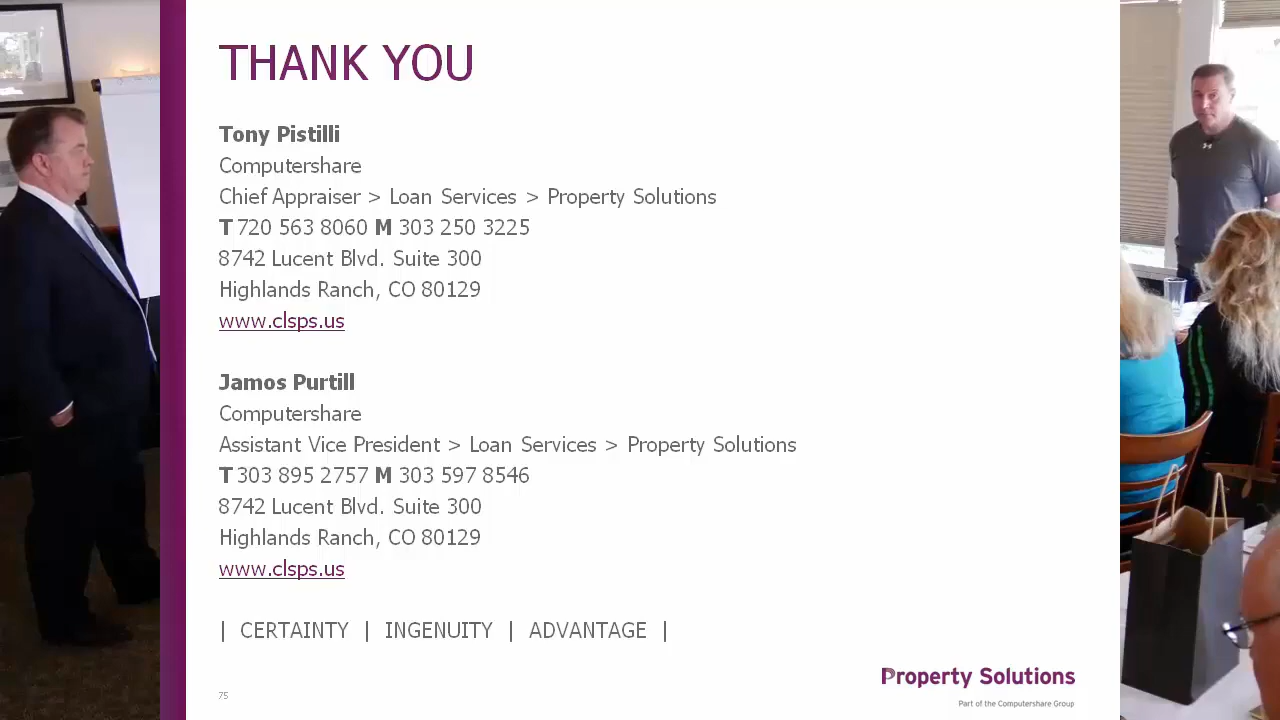 THANK YOU
Tony Pistilli
Computershare
Chief Appraiser > Loan Services > Property Solutions
T 720 563 8060 M 303 250 3225
8742 Lucent Blvd. Suite 300
Highlands Ranch, CO 80129
www.clsps.us
Jamos Purtill
Computershare
Assistant Vice President > Loan Services > Property Solutions
T 303 895 2757 M 303 597 8546
8742 Lucent Blvd. Suite 300
Highlands Ranch, CO 80129
www.clsps.us
| CERTAINTY | INGENUITY | ADVANTAGE |
Property Solutions
Part of the Computershare Group
75